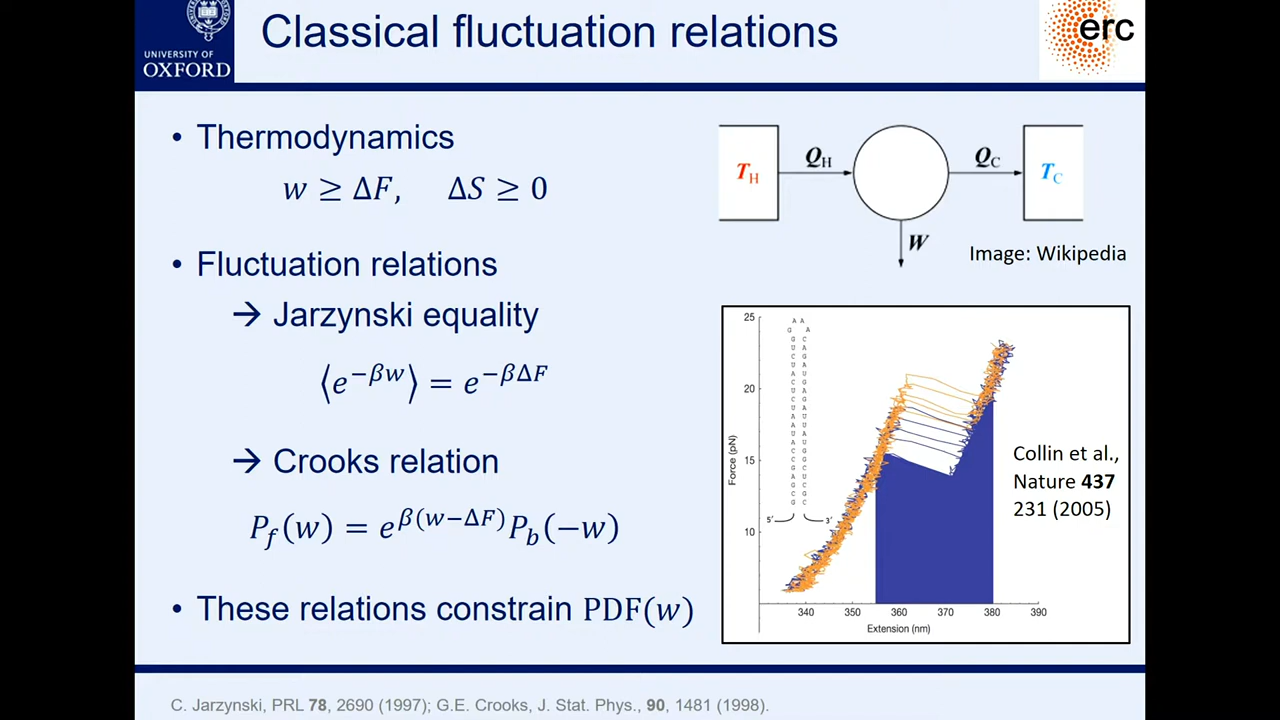 UNIVERSITY OF
OXFORD
Classical fluctuation relations
erc
• Thermodynamics
w ≥ ΔF, ΔS ≥ 0
• Fluctuation relations
→ Jarzynski equality
⟨e^{−βw}⟩ = e^{−βΔF}
→ Crooks relation
P_f(w) = e^{β(w−ΔF)}P_b(−w)
• These relations constrain PDF(w)
T_H
Q_H
Q_C
T_C
W
Image: Wikipedia
25
20
15
10
Force (pN)
5′
3′
340 350 360 370 380 390
Extension (nm)
Collin et al.,
Nature 437
231 (2005)
C. Jarzynski, PRL 78, 2690 (1997); G.E. Crooks, J. Stat. Phys., 90, 1481 (1998).